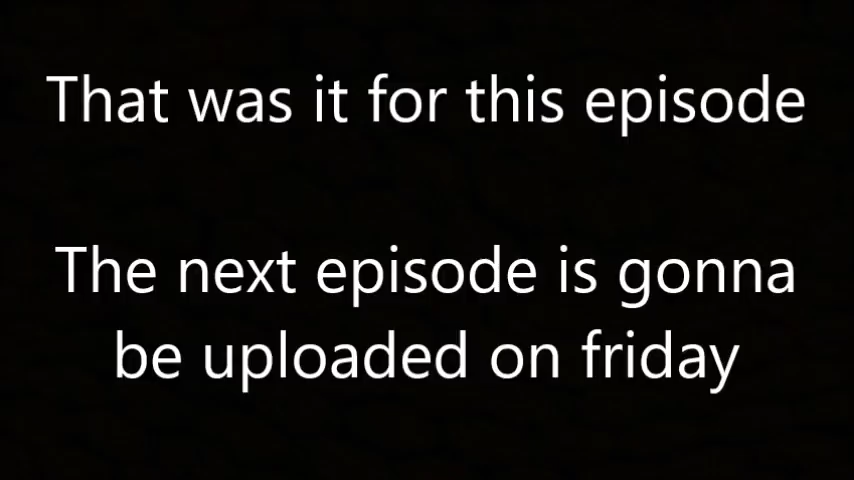 That was it for this episode
The next episode is gonna
be uploaded on friday